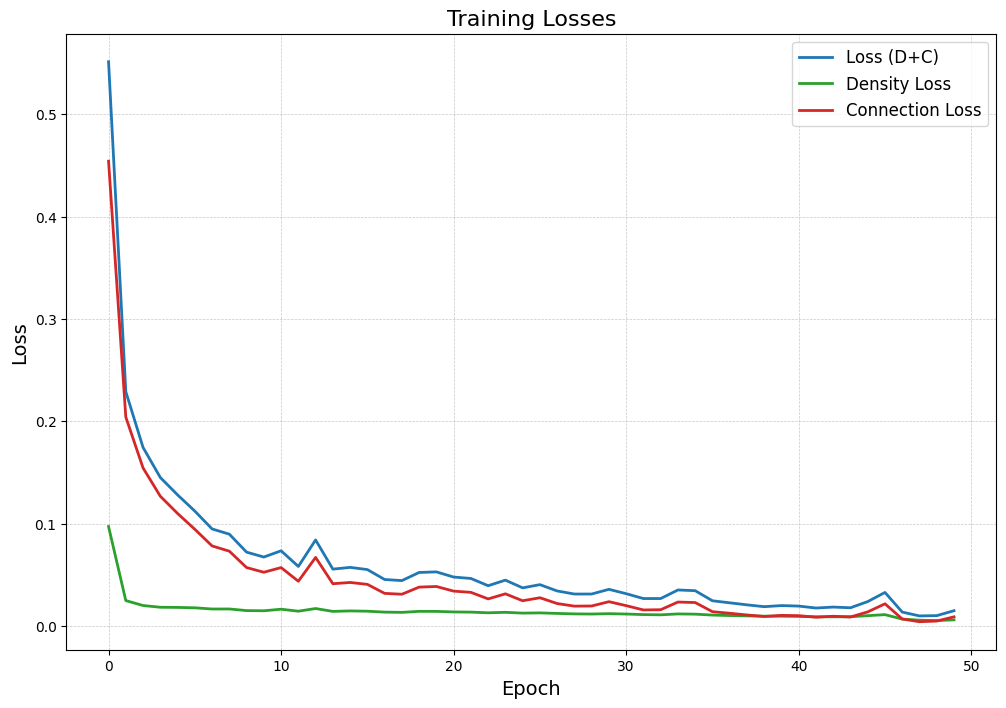 Training Losses
Loss (D+C)
Density Loss
Connection Loss
Loss
0.5
0.4
0.3
0.2
0.1
0.0
0 10 20 30 40 50
Epoch